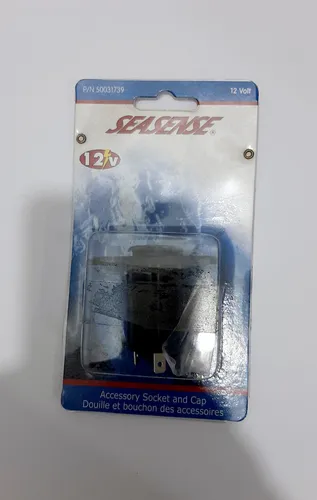 P/N 50031739 12 Volt
SEASENSE®
12v
Accessory Socket and Cap
Douille et bouchon des accessoires